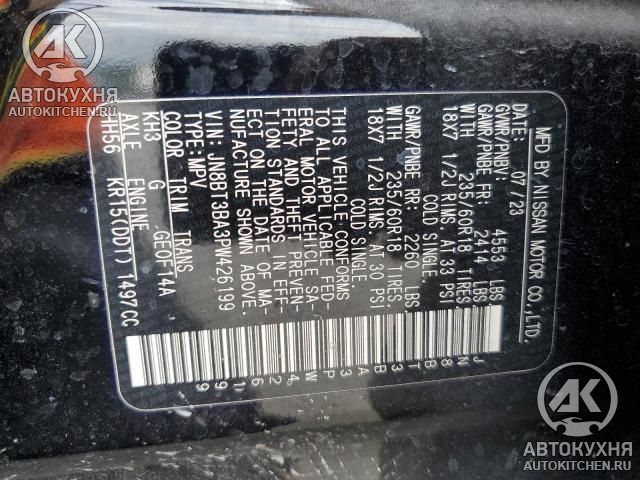 MFD BY NISSAN MOTOR CO.,LTD.
07/23
GVWR/PNBV: 4553 LBS
GAWR/PNBE FR: 2414 LBS
WITH 235/60R18 TIRES,
18X7 1/2J RIMS, AT 33 PSI
COLD SINGLE
GAWR/PNBE RR: 2260 LBS
WITH 235/60R18 TIRES,
18X7 1/2J RIMS, AT 30 PSI
COLD SINGLE.
THIS VEHICLE CONFORMS
TO ALL APPLICABLE FED-
ERAL MOTOR VEHICLE SA-
FETY AND THEFT PREVEN-
TION STANDARDS IN EFF-
ECT ON THE DATE OF MA-
NUFACTURE SHOWN ABOVE.
VIN: JN8BT3BA3PW426199
TYPE: MPV
COLOR TRIM TRANS
KH3 G GE0F14A
AXLE ENGINE
HH56 KR15(DDT) 1497CC
JN8BT3BA3PW426199
АК
АВТОКУХНЯ
AUTOKITCHEN.RU
АК
АВТОКУХНЯ
AUTOKITCHEN.RU